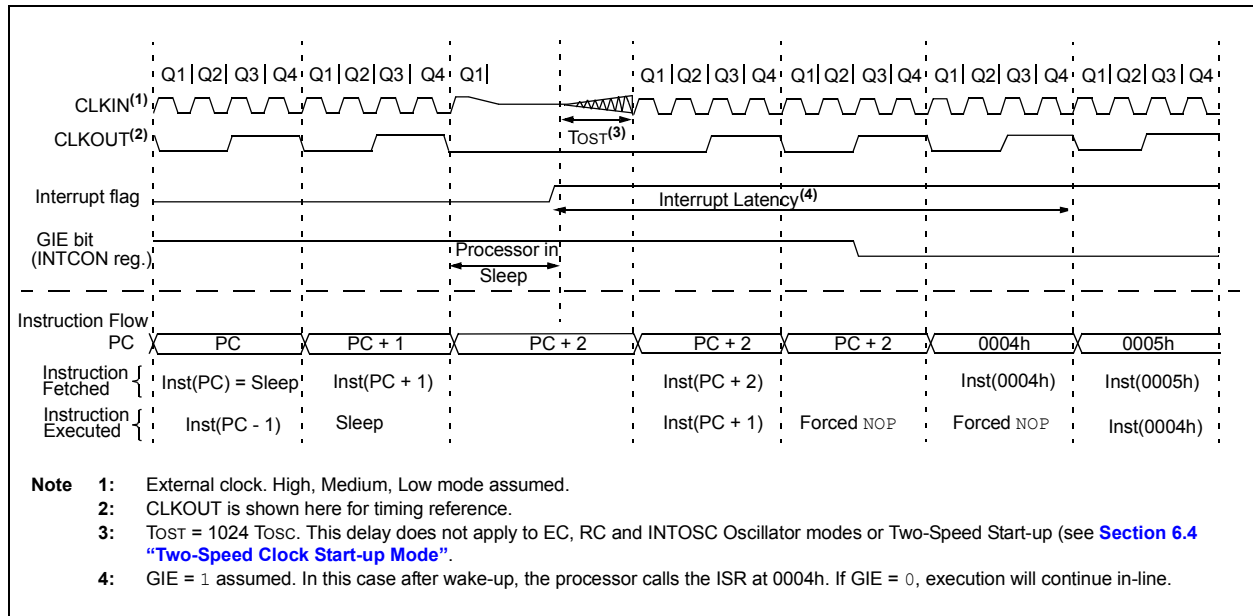 Q1 Q2 Q3 Q4 Q1 Q2 Q3 Q4 Q1 Q1 Q2 Q3 Q4 Q1 Q2 Q3 Q4 Q1 Q2 Q3 Q4 Q1 Q2 Q3 Q4
CLKIN(1)
CLKOUT(2)
TOST(3)
Interrupt flag
Interrupt Latency(4)
GIE bit
(INTCON reg.)
Processor in
Sleep
Instruction Flow
PC PC PC + 1 PC + 2 PC + 2 PC + 2 0004h 0005h
Instruction
Fetched
Inst(PC) = Sleep Inst(PC + 1) Inst(PC + 2) Inst(0004h) Inst(0005h)
Instruction
Executed
Inst(PC - 1) Sleep Inst(PC + 1) Forced NOP Forced NOP Inst(0004h)
Note 1: External clock. High, Medium, Low mode assumed.
2: CLKOUT is shown here for timing reference.
3: TOST = 1024 TOSC. This delay does not apply to EC, RC and INTOSC Oscillator modes or Two-Speed Start-up (see Section 6.4
“Two-Speed Clock Start-up Mode”.
4: GIE = 1 assumed. In this case after wake-up, the processor calls the ISR at 0004h. If GIE = 0, execution will continue in-line.